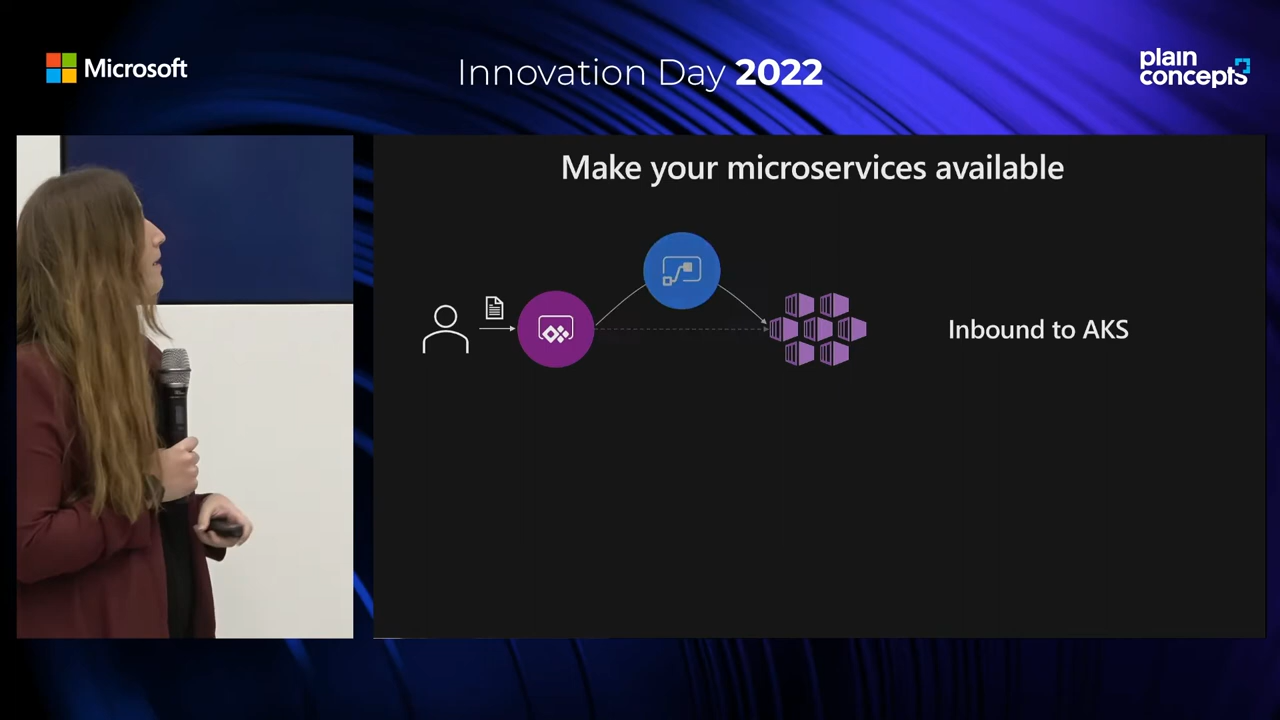 Microsoft
Innovation Day 2022
plain
concepts
Make your microservices available
Inbound to AKS